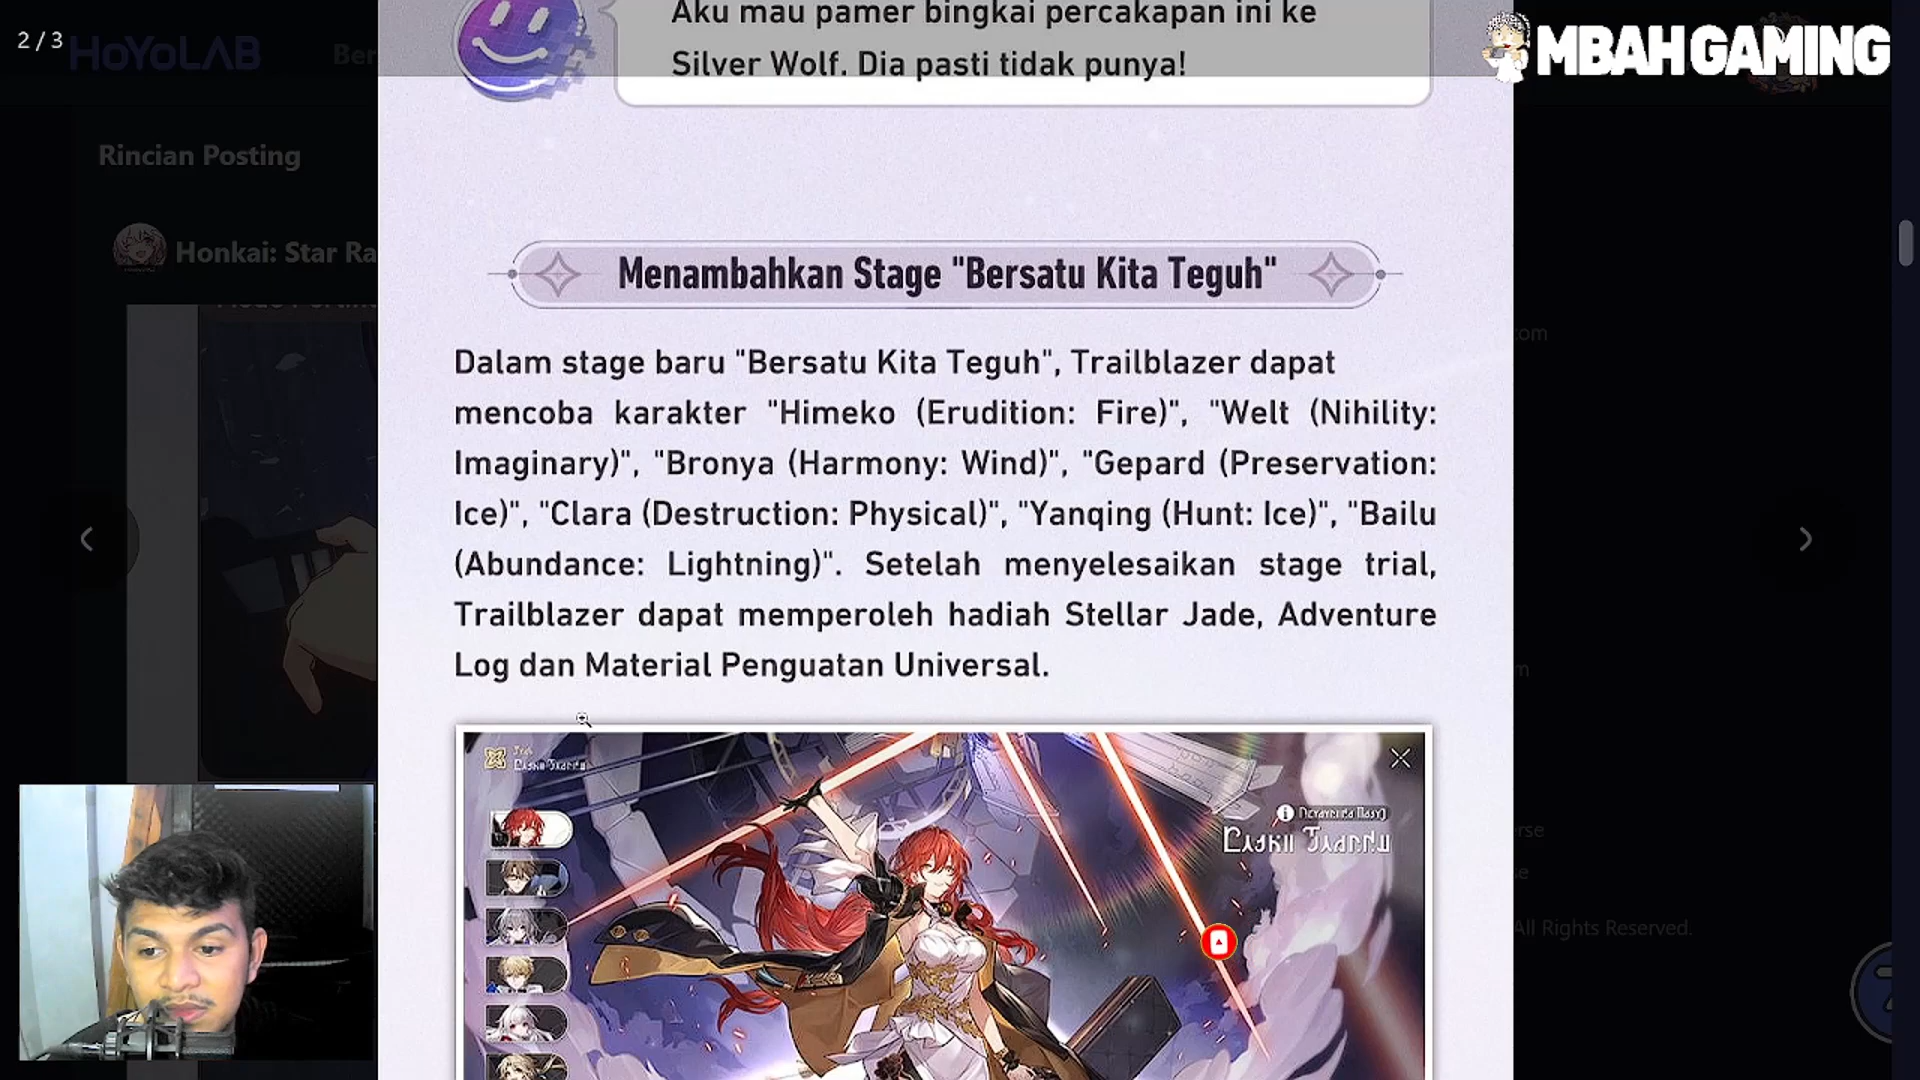 2 / 3
HoYoLAB
Ber
Aku mau pamer bingkai percakapan ini ke
Silver Wolf. Dia pasti tidak punya!
MBAH GAMING
Rincian Posting
Honkai: Star Ra
Menambahkan Stage "Bersatu Kita Teguh"
Dalam stage baru "Bersatu Kita Teguh", Trailblazer dapat
mencoba karakter "Himeko (Erudition: Fire)", "Welt (Nihility:
Imaginary)", "Bronya (Harmony: Wind)", "Gepard (Preservation:
Ice)", "Clara (Destruction: Physical)", "Yanqing (Hunt: Ice)", "Bailu
(Abundance: Lightning)". Setelah menyelesaikan stage trial,
Trailblazer dapat memperoleh hadiah Stellar Jade, Adventure
Log dan Material Penguatan Universal.
com
m
erse
e
All Rights Reserved.